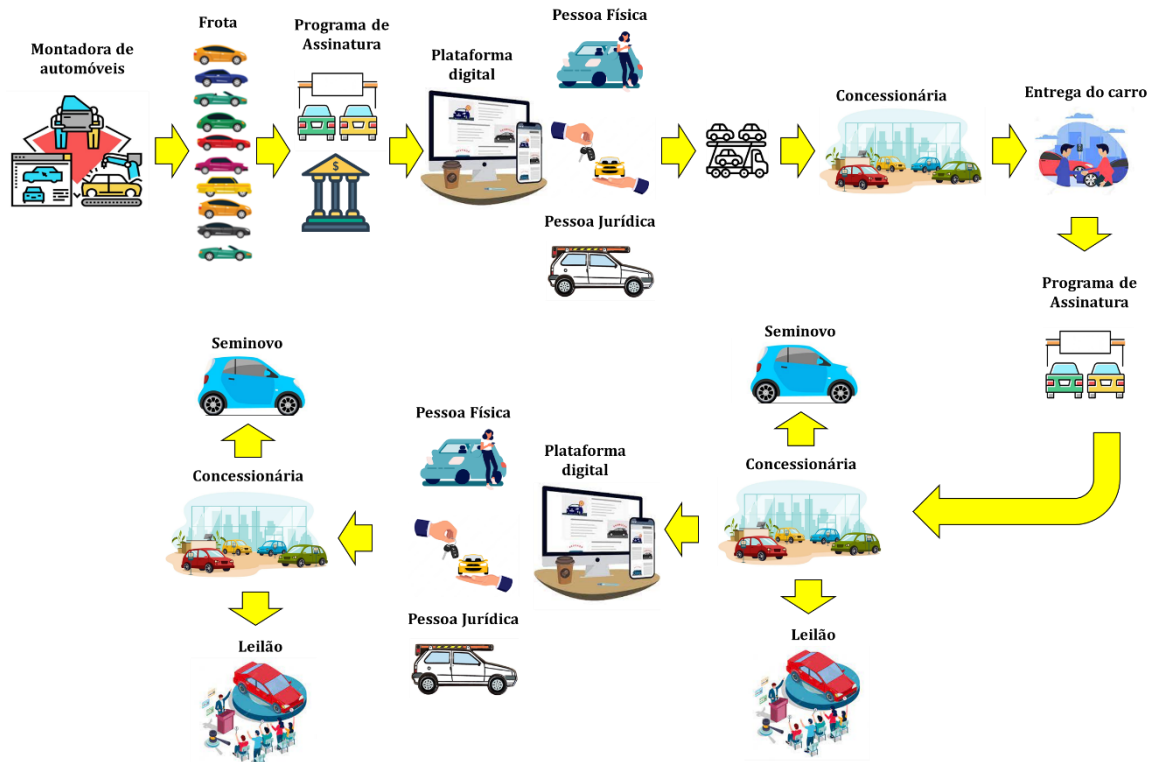 Montadora de
automóveis
Frota
Programa de
Assinatura
$
Plataforma
digital
Pessoa Física
Pessoa Jurídica
Concessionária
Entrega do carro
Programa de
Assinatura
Seminovo
Concessionária
Leilão
Plataforma
digital
Pessoa Física
Pessoa Jurídica
Seminovo
Concessionária
Leilão